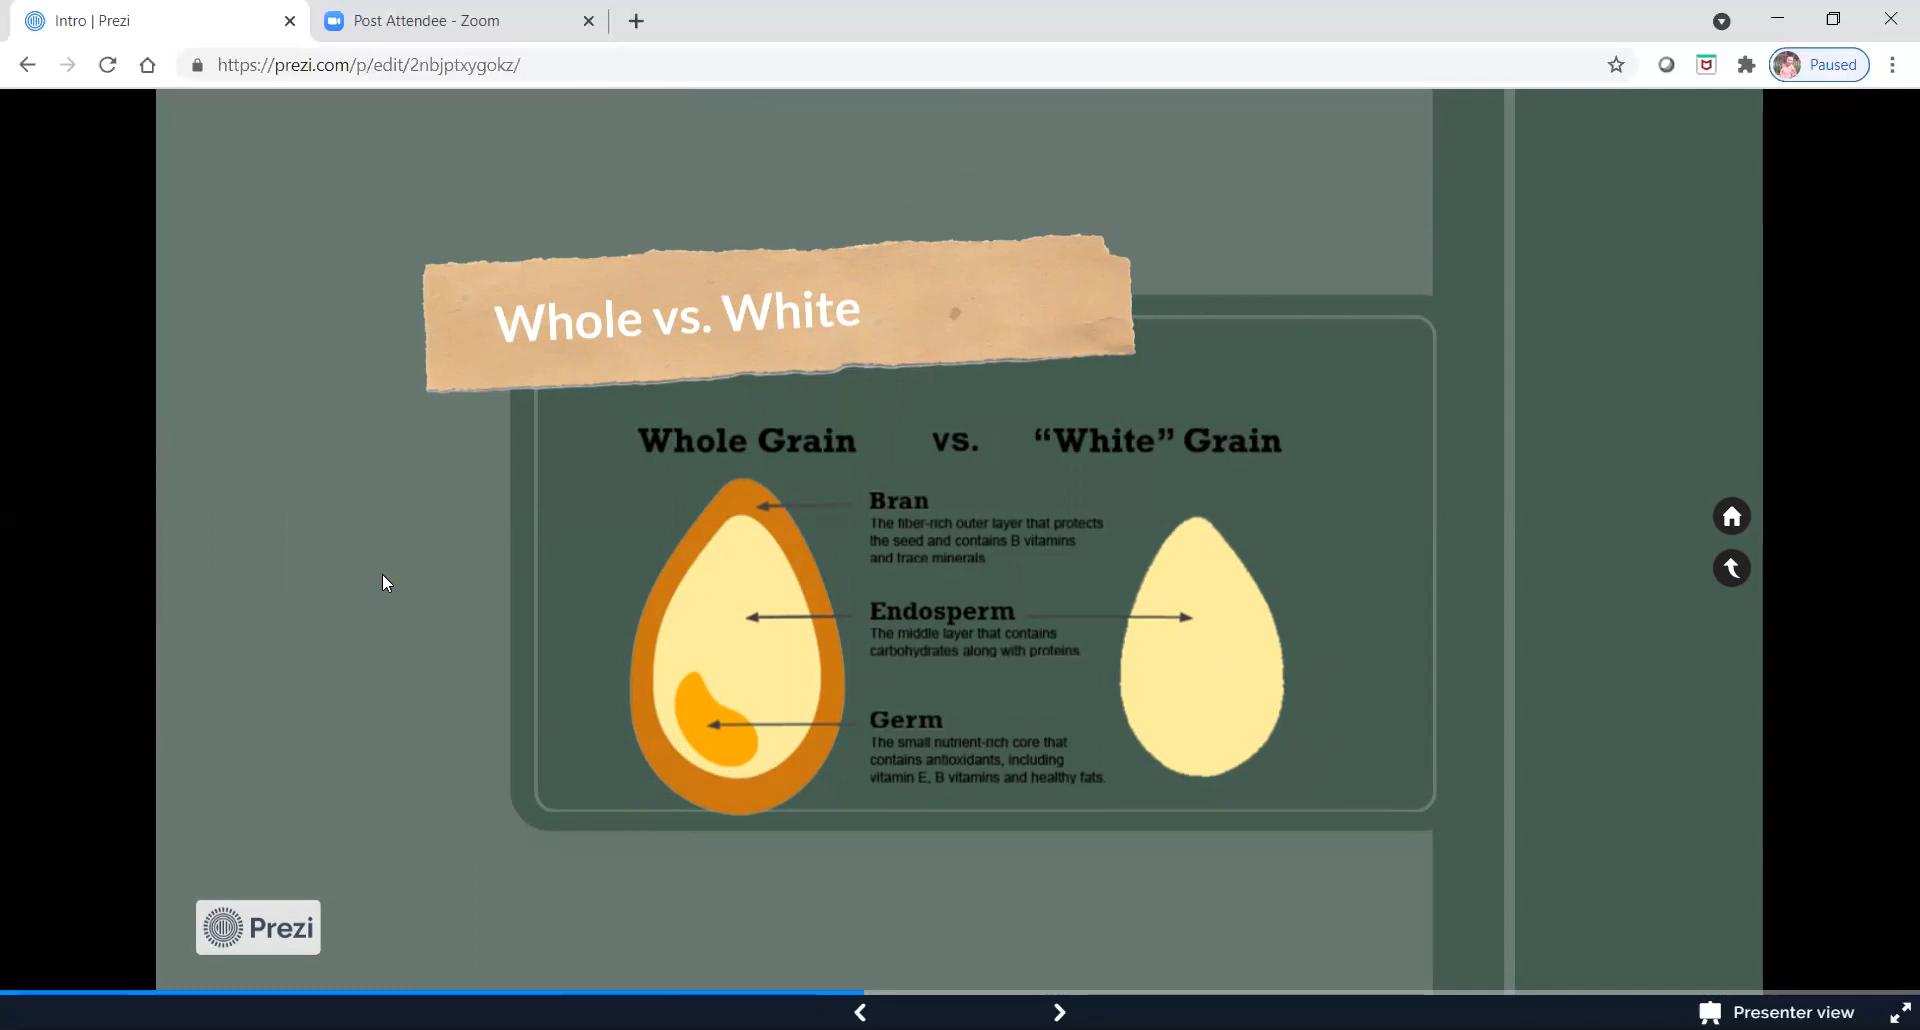 Intro | Prezi
Post Attendee - Zoom
https://prezi.com/p/edit/2nbjptxygokz/
Paused
Whole vs. White
Whole Grain vs. “White” Grain
Bran
The fiber-rich outer layer that protects
the seed and contains B vitamins
and trace minerals
Endosperm
The middle layer that contains
carbohydrates along with proteins
Germ
The small nutrient-rich core that
contains antioxidants, including
vitamin E, B vitamins and healthy fats.
Prezi
Presenter view